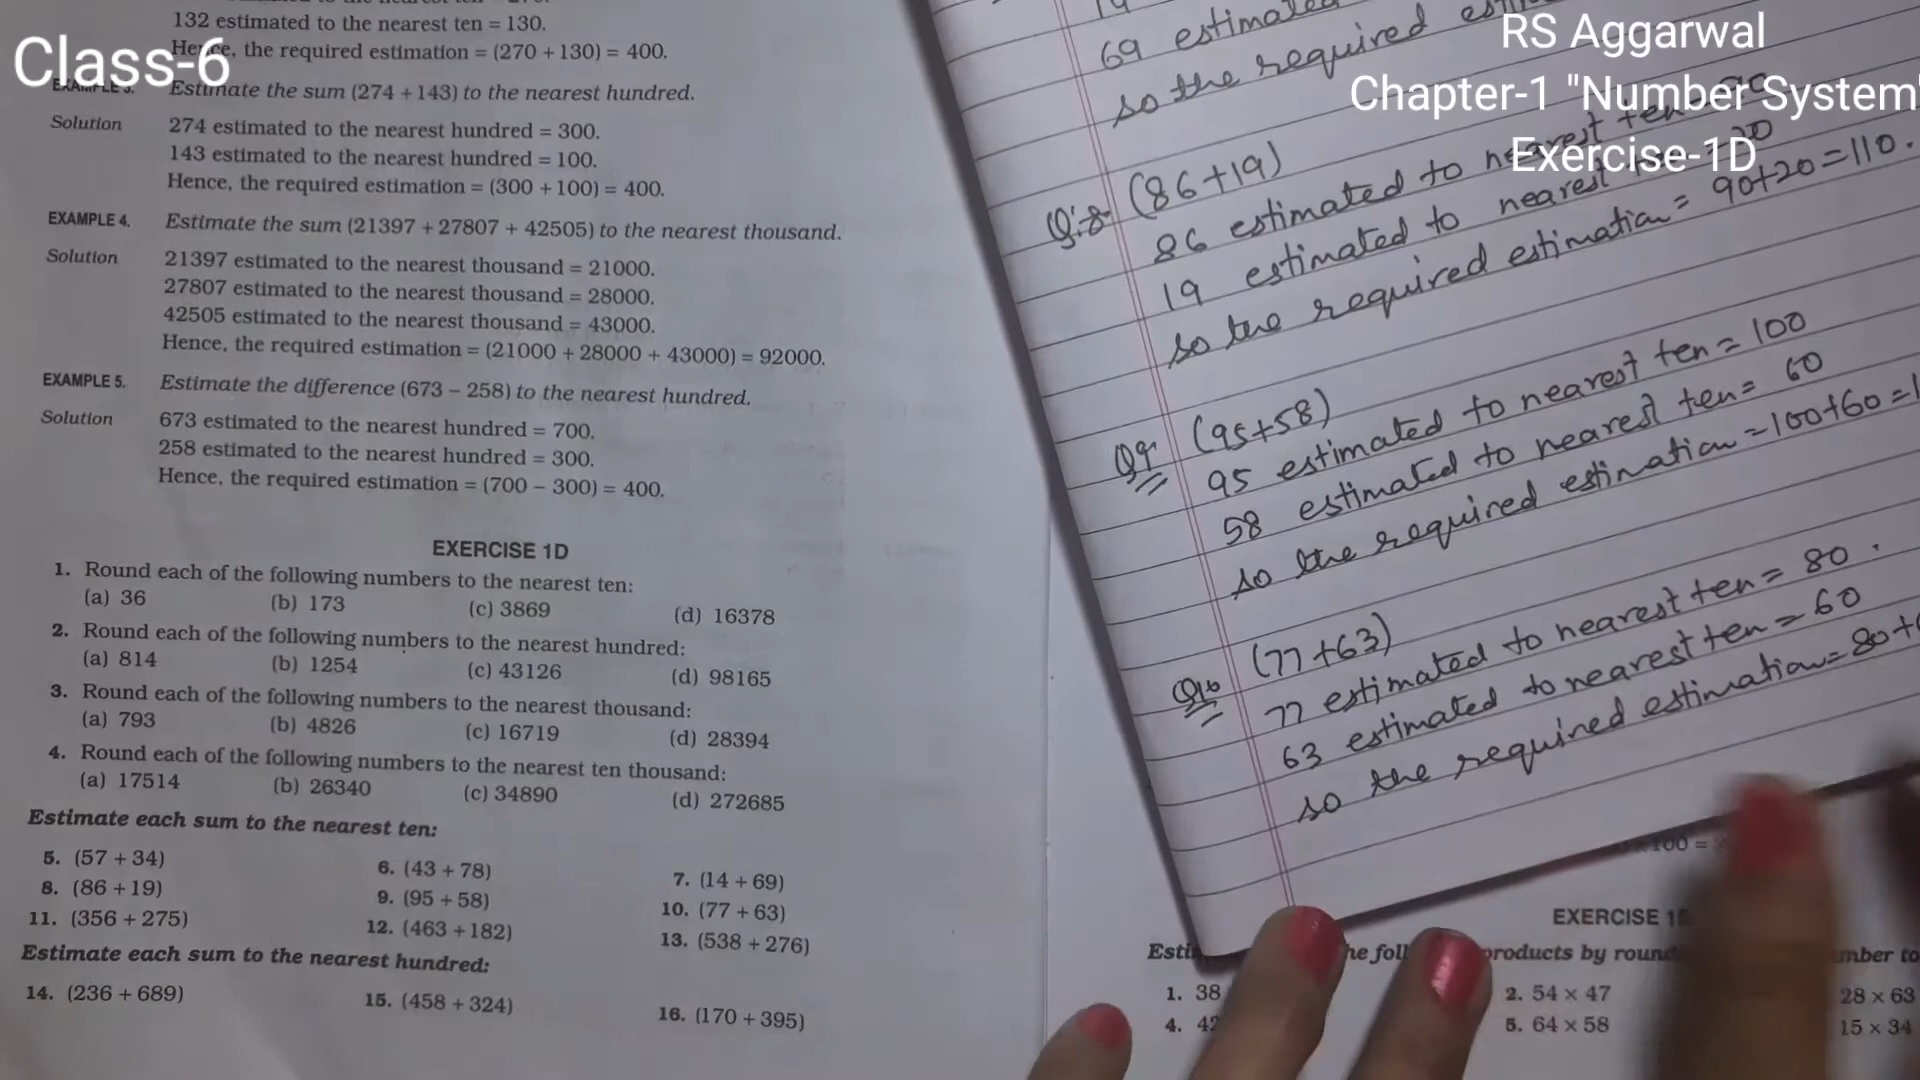 Class-6
RS Aggarwal
Chapter-1 "Number System"
Exercise-1D
132 estimated to the nearest ten = 130.
Hence, the required estimation = (270 + 130) = 400.
EXAMPLE 3. Estimate the sum (274 + 143) to the nearest hundred.
Solution 274 estimated to the nearest hundred = 300.
143 estimated to the nearest hundred = 100.
Hence, the required estimation = (300 + 100) = 400.
EXAMPLE 4. Estimate the sum (21397 + 27807 + 42505) to the nearest thousand.
Solution 21397 estimated to the nearest thousand = 21000.
27807 estimated to the nearest thousand = 28000.
42505 estimated to the nearest thousand = 43000.
Hence, the required estimation = (21000 + 28000 + 43000) = 92000.
EXAMPLE 5. Estimate the difference (673 – 258) to the nearest hundred.
Solution 673 estimated to the nearest hundred = 700.
258 estimated to the nearest hundred = 300.
Hence, the required estimation = (700 – 300) = 400.
EXERCISE 1D
1. Round each of the following numbers to the nearest ten:
(a) 36 (b) 173 (c) 3869 (d) 16378
2. Round each of the following numbers to the nearest hundred:
(a) 814 (b) 1254 (c) 43126 (d) 98165
3. Round each of the following numbers to the nearest thousand:
(a) 793 (b) 4826 (c) 16719 (d) 28394
4. Round each of the following numbers to the nearest ten thousand:
(a) 17514 (b) 26340 (c) 34890 (d) 272685
Estimate each sum to the nearest ten:
5. (57 + 34) 6. (43 + 78) 7. (14 + 69)
8. (86 + 19) 9. (95 + 58) 10. (77 + 63)
11. (356 + 275) 12. (463 + 182) 13. (538 + 276)
Estimate each sum to the nearest hundred:
14. (236 + 689) 15. (458 + 324) 16. (170 + 395)
69 estimated
so the required
Q:8 (86+19)
86 estimated to nearest ten
19 estimated to nearest 20
so the required estimation = 90+20=110.
Q9 (95+58)
95 estimated to nearest ten = 100
58 estimated to nearest ten = 60
so the required estimation = 100+60=
Q10 (77+63)
77 estimated to nearest ten = 80.
63 estimated to nearest ten = 60
so the required estimation = 80+
100 =
EXERCISE
products by
1. 38 2. 54 × 47 28 × 63
4. 5. 64 × 58 15 × 34